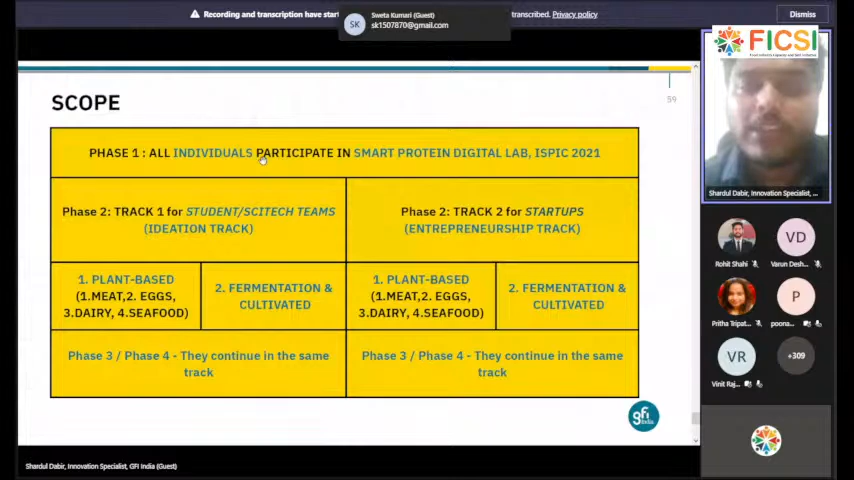 Recording and transcription have star
transcribed. Privacy policy
Dismiss
SK
Sweta Kumari (Guest)
sk1507870@gmail.com
FICSI
SCOPE
59
PHASE 1 : ALL INDIVIDUALS PARTICIPATE IN SMART PROTEIN DIGITAL LAB, ISPIC 2021
Phase 2: TRACK 1 for STUDENT/SCITECH TEAMS
(IDEATION TRACK)
Phase 2: TRACK 2 for STARTUPS
(ENTREPRENEURSHIP TRACK)
1. PLANT-BASED
(1.MEAT,2. EGGS,
3.DAIRY, 4.SEAFOOD)
2. FERMENTATION &
CULTIVATED
1. PLANT-BASED
(1.MEAT,2. EGGS,
3.DAIRY, 4.SEAFOOD)
2. FERMENTATION &
CULTIVATED
Phase 3 / Phase 4 - They continue in the same
track
Phase 3 / Phase 4 - They continue in the same
track
gfi
India
Shardul Dabir, Innovation Specialist, ...
Rohit Shahi
VD
Varun Desh...
Pritha Tripat...
P
poona...
VR
Vinit Raj...
+309
Shardul Dabir, Innovation Specialist, GFI India (Guest)